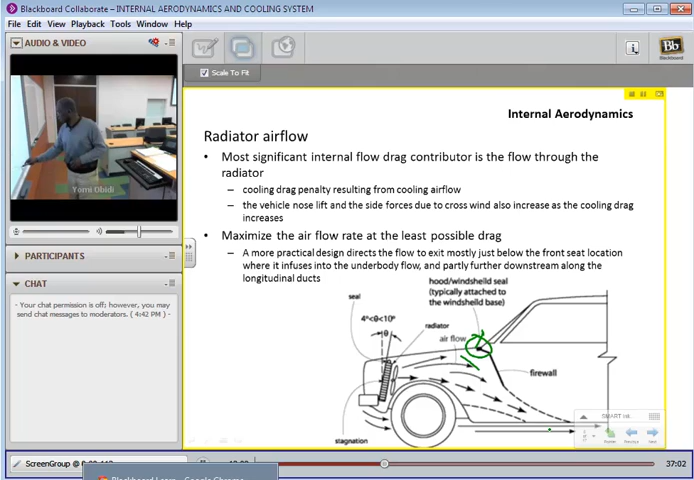 Blackboard Collaborate – INTERNAL AERODYNAMICS AND COOLING SYSTEM
File Edit View Playback Tools Window Help
AUDIO & VIDEO
Yomi Obidi
PARTICIPANTS
CHAT
- Your chat permission is off; however, you may
send chat messages to moderators. ( 4:42 PM ) -
i
Bb
Blackboard
Scale To Fit
Internal Aerodynamics
Radiator airflow
• Most significant internal flow drag contributor is the flow through the
radiator
– cooling drag penalty resulting from cooling airflow
– the vehicle nose lift and the side forces due to cross wind also increase as the cooling drag
increases
• Maximize the air flow rate at the least possible drag
– A more practical design directs the flow to exit mostly just below the front seat location
where it infuses into the underbody flow, and partly further downstream along the
longitudinal ducts
hood/windshield seal
(typically attached to
the windshield base)
seal
4°<θ<10°
θ
radiator
air flow
firewall
stagnation
SMART Ink
Previous
Next
37:02